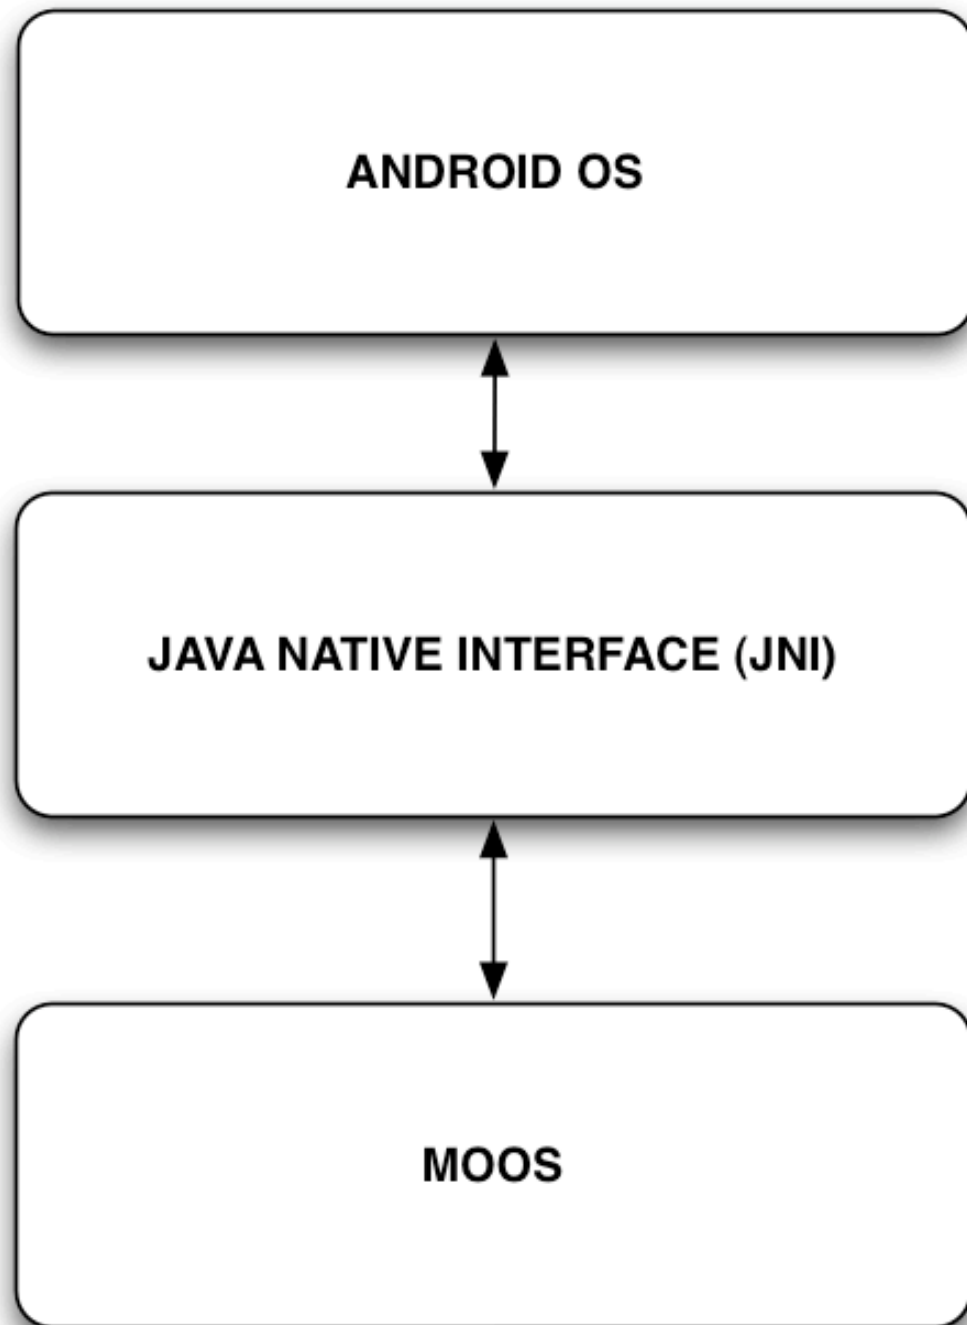 ANDROID OS
JAVA NATIVE INTERFACE (JNI)
MOOS